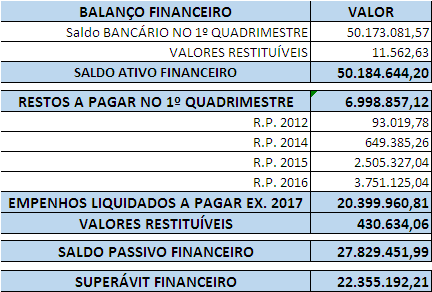 BALANÇO FINANCEIRO VALOR
Saldo BANCÁRIO NO 1º QUADRIMESTRE 50.173.081,57
VALORES RESTITUÍVEIS 11.562,63
SALDO ATIVO FINANCEIRO 50.184.644,20
RESTOS A PAGAR NO 1º QUADRIMESTRE 6.998.857,12
R.P. 2012 93.019,78
R.P. 2014 649.385,26
R.P. 2015 2.505.327,04
R.P. 2016 3.751.125,04
EMPENHOS LIQUIDADOS A PAGAR EX. 2017 20.399.960,81
VALORES RESTITUÍVEIS 430.634,06
SALDO PASSIVO FINANCEIRO 27.829.451,99
SUPERÁVIT FINANCEIRO 22.355.192,21